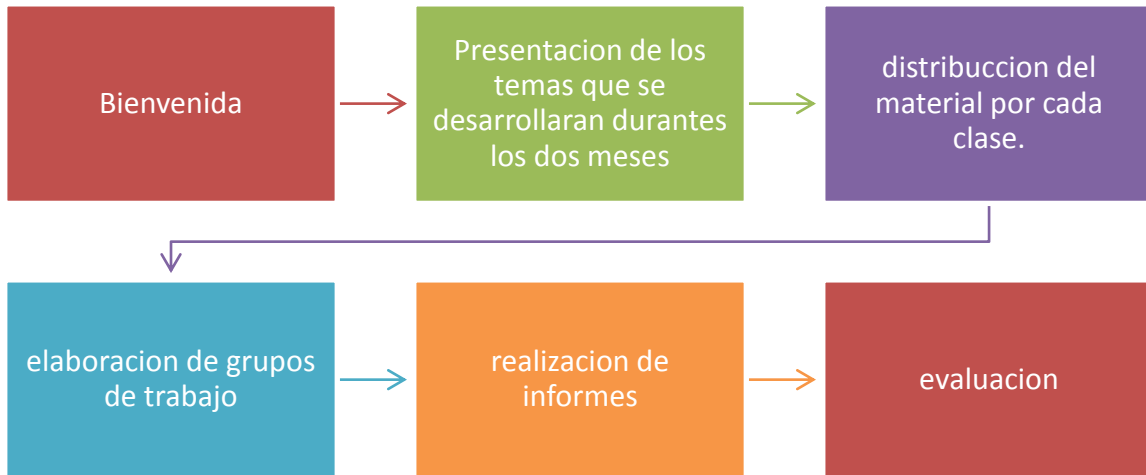 Bienvenida
Presentacion de los
temas que se
desarrollaran durantes
los dos meses
distribuccion del
material por cada
clase.
elaboracion de grupos
de trabajo
realizacion de
informes
evaluacion